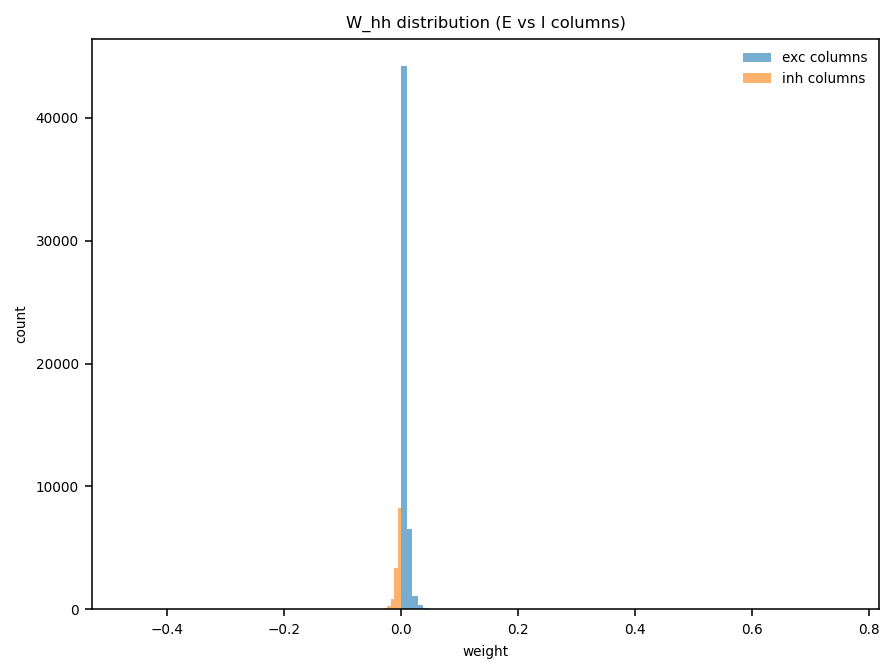 W_hh distribution (E vs I columns)
exc columns
inh columns
40000
30000
20000
10000
0
count
−0.4
−0.2
0.0
0.2
0.4
0.6
0.8
weight